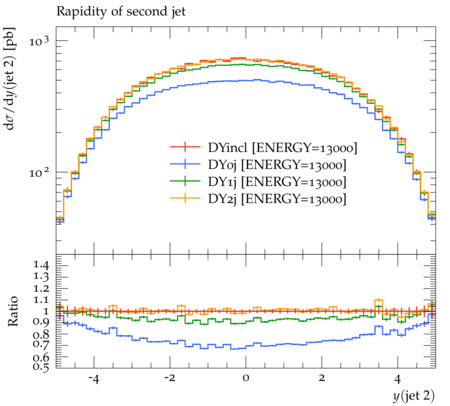 Rapidity of second jet
dσ/dy(jet 2) [pb]
10³
10²
DYincl [ENERGY=13000]
DY0j [ENERGY=13000]
DY1j [ENERGY=13000]
DY2j [ENERGY=13000]
Ratio
1.4
1.3
1.2
1.1
1
0.9
0.8
0.7
0.6
0.5
-4 -2 0 2 4
y(jet 2)